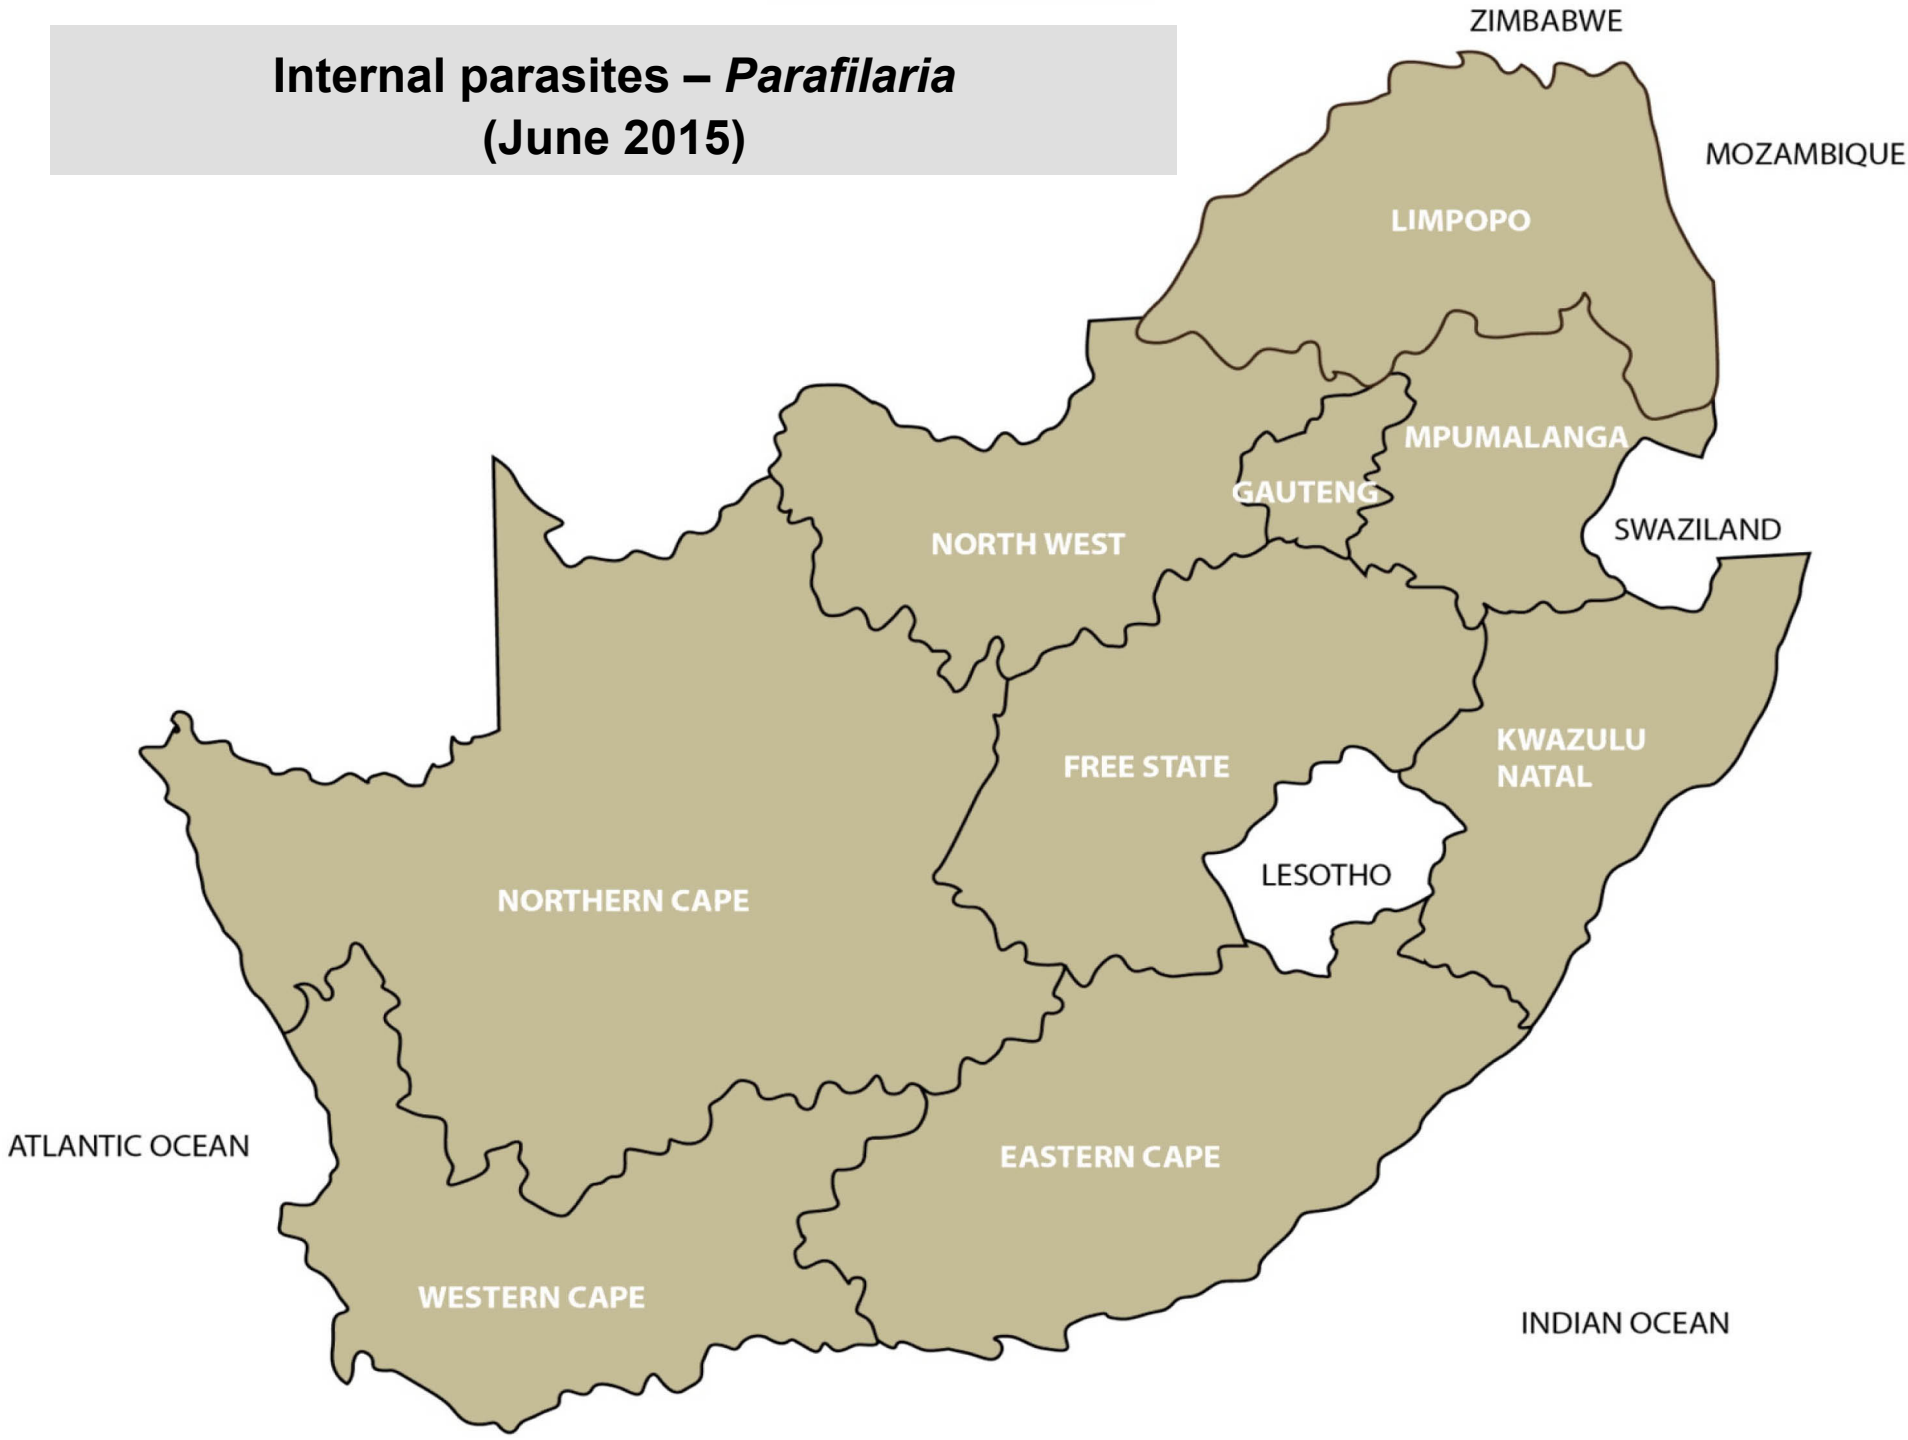 Internal parasites – Parafilaria
(June 2015)
ZIMBABWE
MOZAMBIQUE
LIMPOPO
MPUMALANGA
GAUTENG
NORTH WEST
SWAZILAND
KWAZULU
NATAL
FREE STATE
LESOTHO
NORTHERN CAPE
ATLANTIC OCEAN
EASTERN CAPE
WESTERN CAPE
INDIAN OCEAN